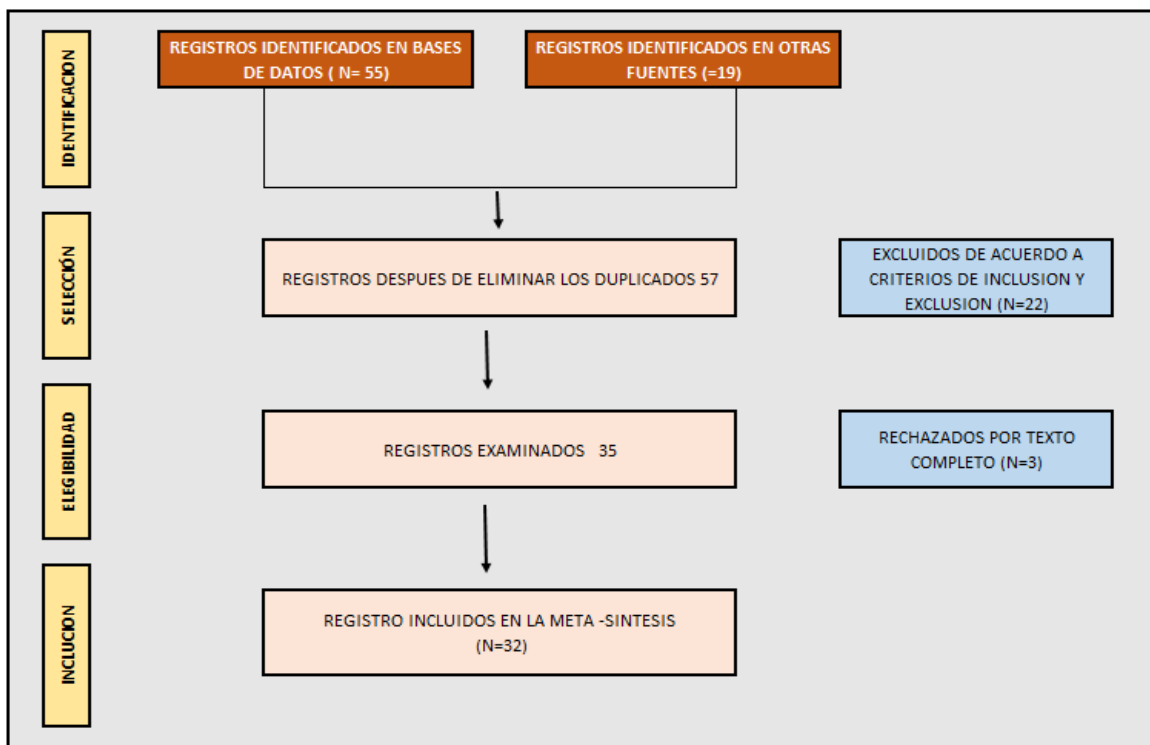 IDENTIFICACION
REGISTROS IDENTIFICADOS EN BASES
DE DATOS ( N= 55)
REGISTROS IDENTIFICADOS EN OTRAS
FUENTES (=19)
SELECCIÓN
REGISTROS DESPUES DE ELIMINAR LOS DUPLICADOS 57
EXCLUIDOS DE ACUERDO A
CRITERIOS DE INCLUSION Y
EXCLUSION (N=22)
ELEGIBILIDAD
REGISTROS EXAMINADOS 35
RECHAZADOS POR TEXTO
COMPLETO (N=3)
INCLUCION
REGISTRO INCLUIDOS EN LA META -SINTESIS
(N=32)